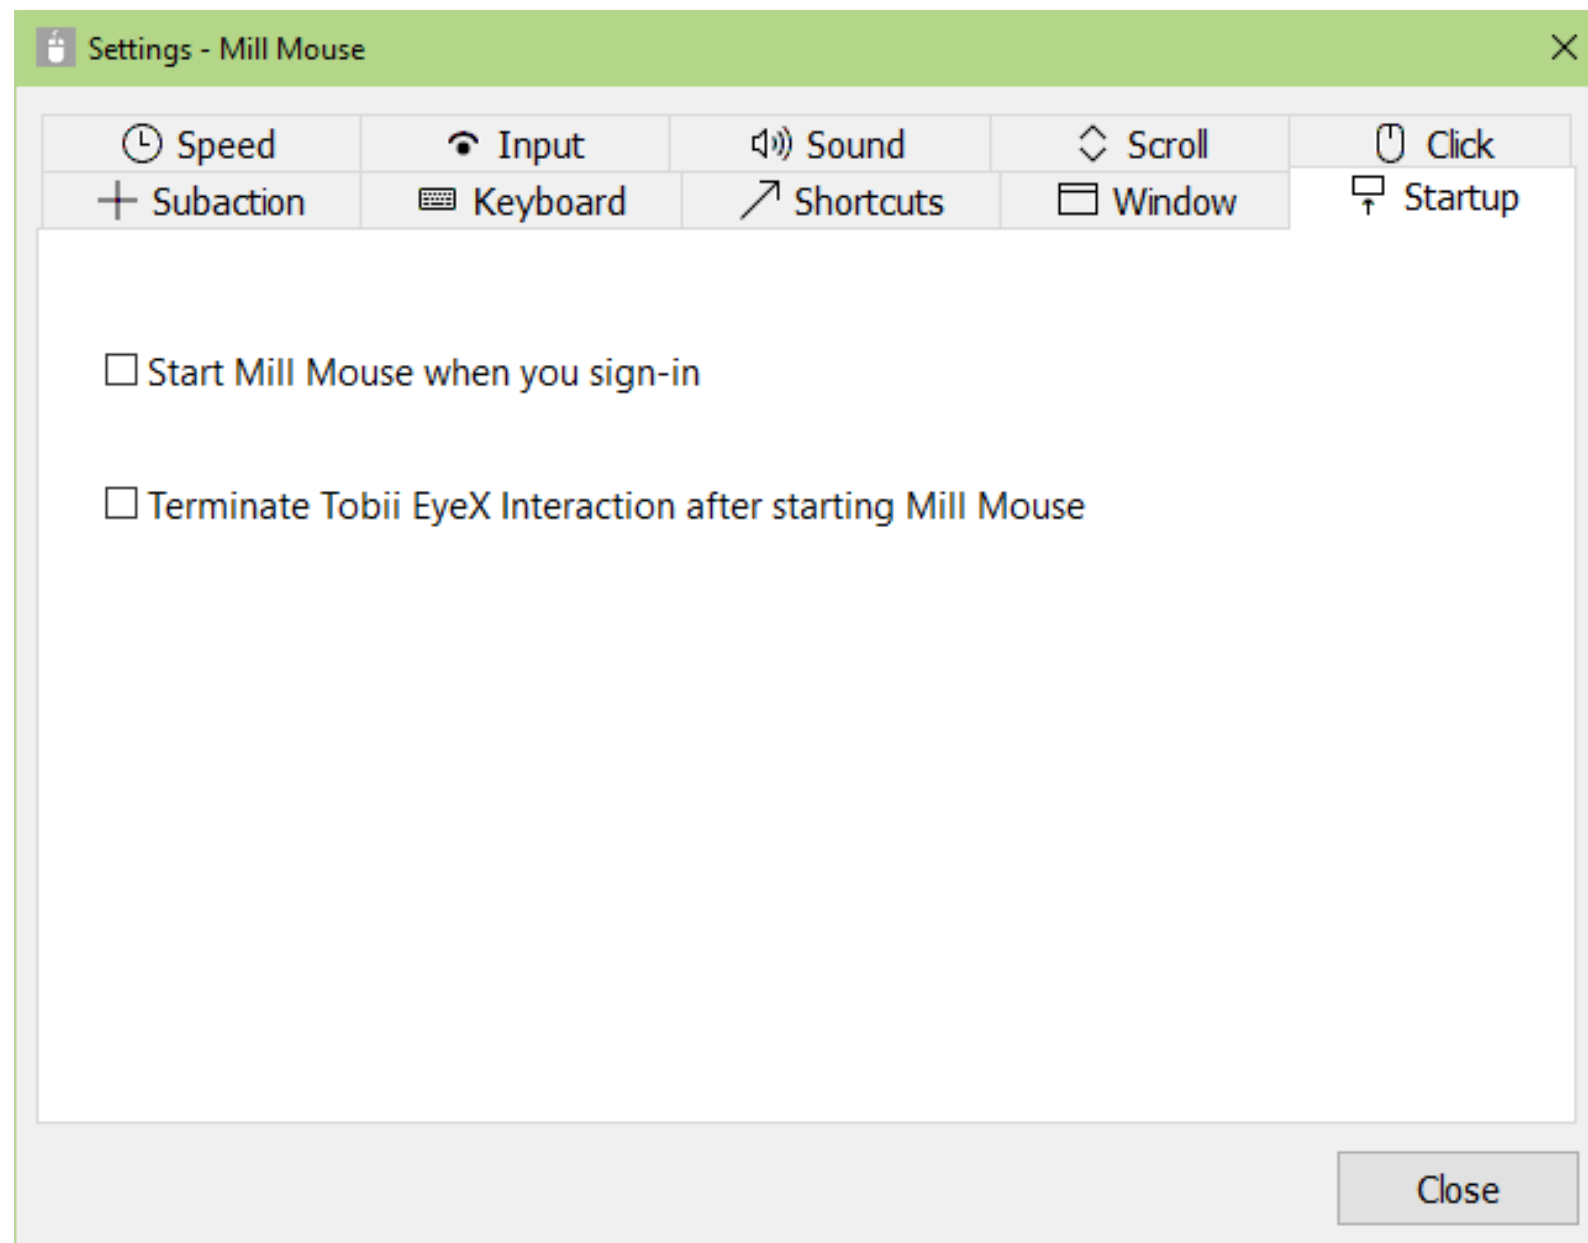 Settings - Mill Mouse
Speed Input Sound Scroll Click
Subaction Keyboard Shortcuts Window Startup
Start Mill Mouse when you sign-in
Terminate Tobii EyeX Interaction after starting Mill Mouse
Close